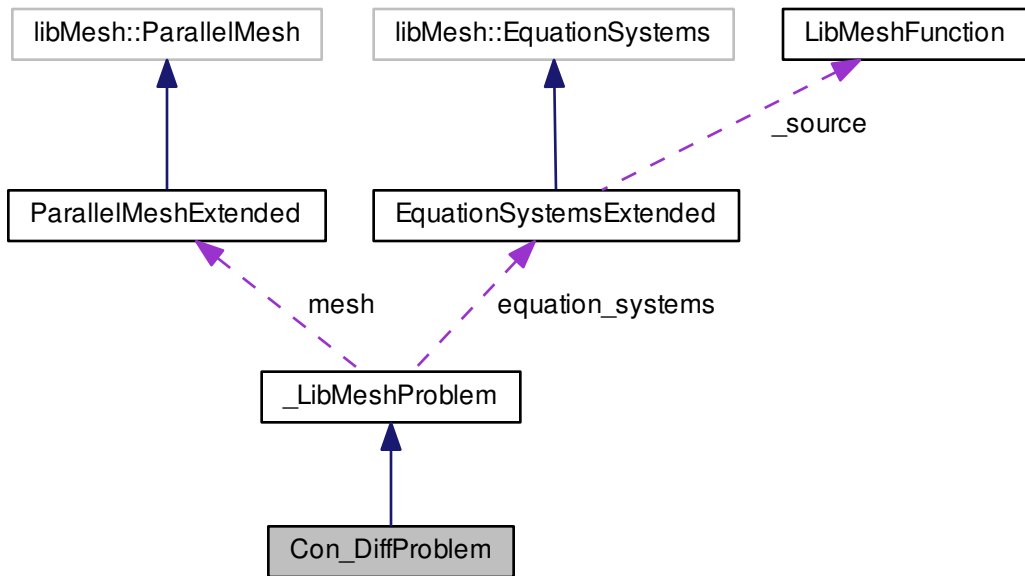 libMesh::ParallelMesh
libMesh::EquationSystems
LibMeshFunction
_source
ParallelMeshExtended
EquationSystemsExtended
mesh
equation_systems
_LibMeshProblem
Con_DiffProblem